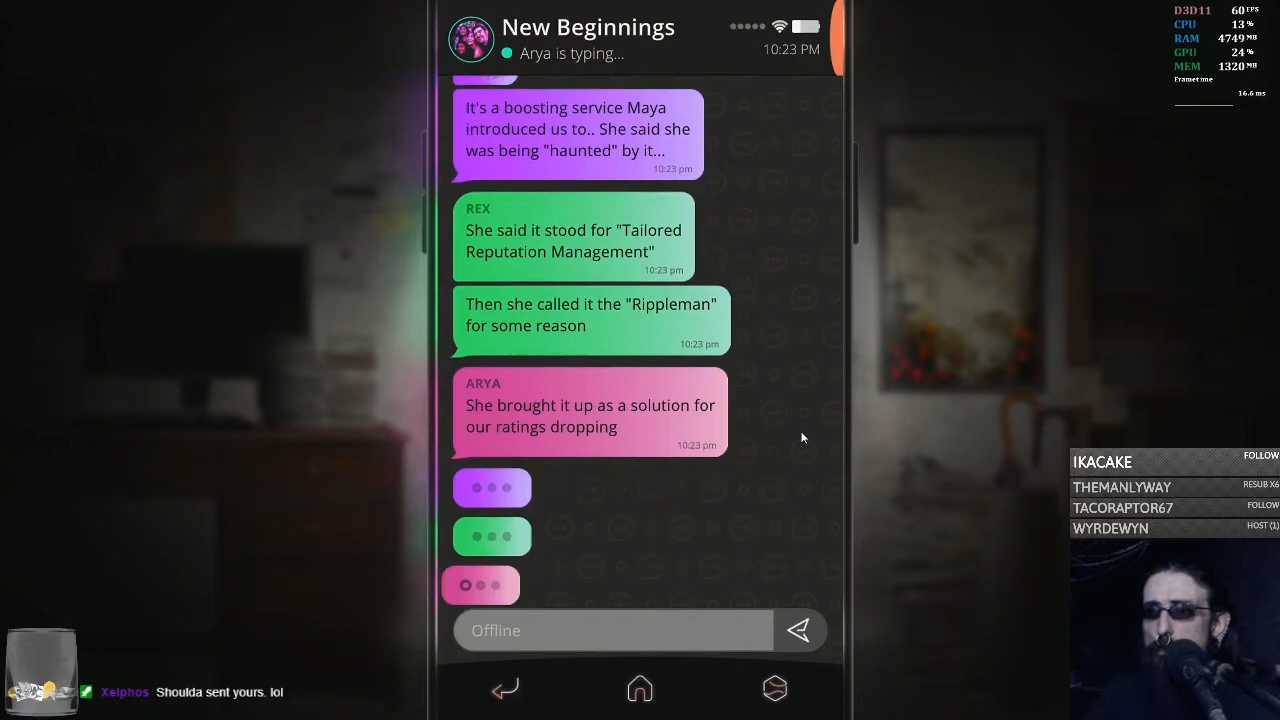 New Beginnings
Arya is typing...
10:23 PM
It's a boosting service Maya
introduced us to.. She said she
was being "haunted" by it...
10:23 pm
REX
She said it stood for "Tailored
Reputation Management"
10:23 pm
Then she called it the "Rippleman"
for some reason
10:23 pm
ARYA
She brought it up as a solution for
our ratings dropping
10:23 pm
Offline
D3D11 60 FPS
CPU 13 %
RAM 4749 MB
GPU 24 %
MEM 1320 MB
Frametime
16.6 ms
IKACAKE FOLLOW
THEMANLYWAY RESUB X6
TACORAPTOR67 FOLLOW
WYRDEWYN HOST (1)
Xelphos Shoulda sent yours. lol